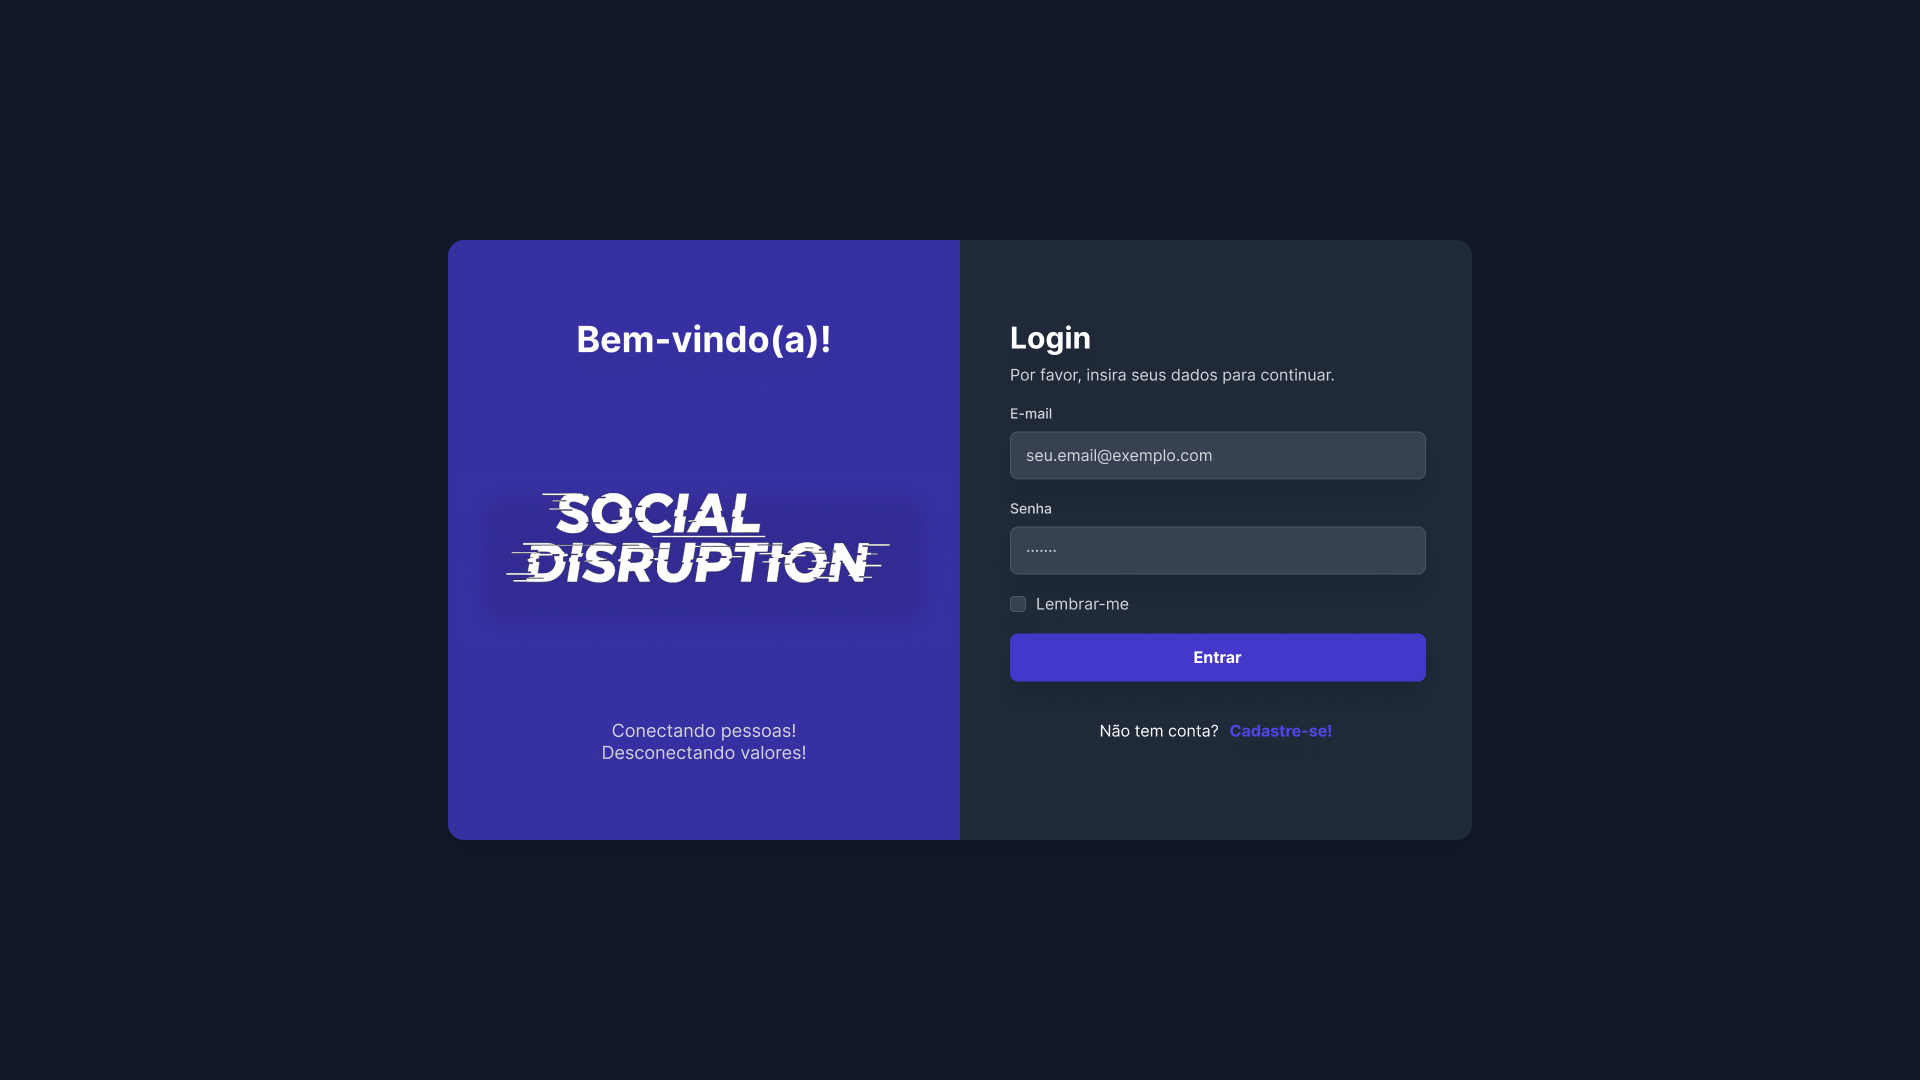 Bem-vindo(a)!
SOCIAL
DISRUPTION
Conectando pessoas!
Desconectando valores!
Login
Por favor, insira seus dados para continuar.
E-mail
seu.email@exemplo.com
Senha
.......
Lembrar-me
Entrar
Não tem conta? Cadastre-se!